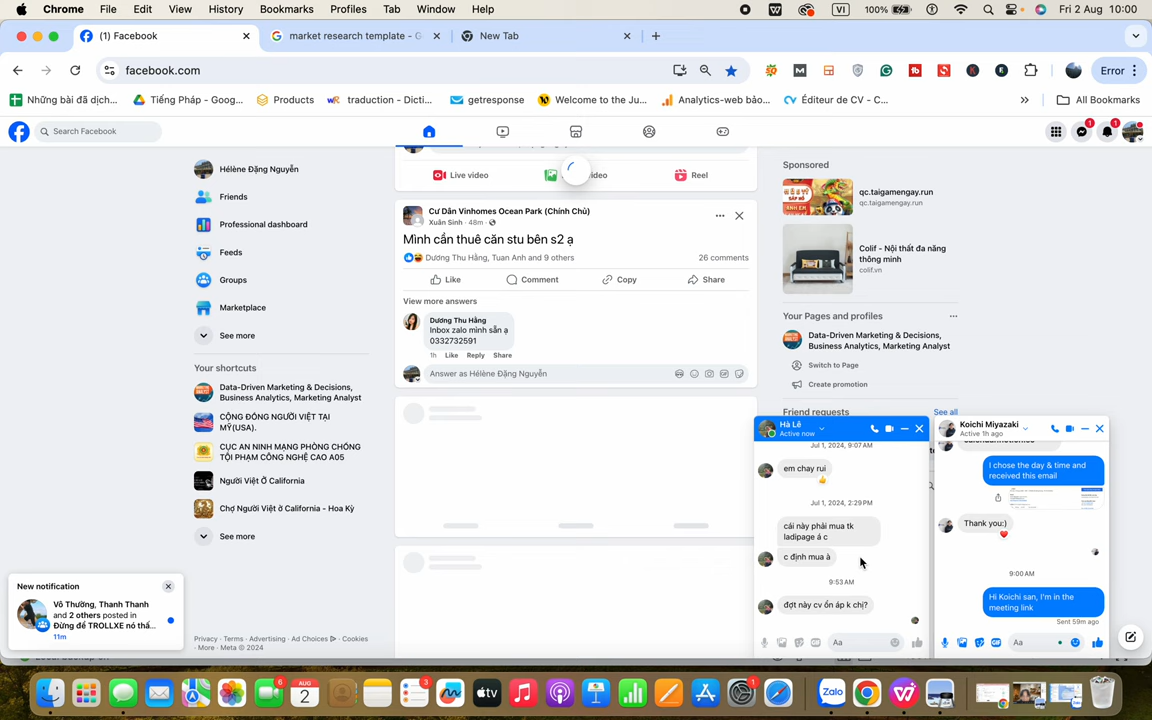 Chrome File Edit View History Bookmarks Profiles Tab Window Help VI 100% Fri 2 Aug 10:00
(1) Facebook
market research template - G
New Tab
facebook.com
Error
Những bài đã dịch...
Tiếng Pháp - Goog...
Products
traduction - Dicti...
getresponse
Welcome to the Ju...
Analytics-web bảo...
Éditeur de CV - C...
All Bookmarks
Search Facebook
1
1
Hélène Đặng Nguyễn
Friends
Professional dashboard
Feeds
Groups
Marketplace
See more
Your shortcuts
Data-Driven Marketing & Decisions,
Business Analytics, Marketing Analyst
CỘNG ĐỒNG NGƯỜI VIỆT TẠI
MỸ(USA).
CỤC AN NINH MẠNG PHÒNG CHỐNG
TỘI PHẠM CÔNG NGHỆ CAO A05
Người Việt Ở California
Chợ Người Việt ở California - Hoa Kỳ
See more
New notification
Võ Thường, Thanh Thanh
and 2 others posted in
Đừng để TROLLXE nó thấ...
11m
Privacy · Terms · Advertising · Ad Choices · Cookies
· More · Meta © 2024
Live video
Reel
Cư Dân Vinhomes Ocean Park (Chính Chủ)
Xuân Sinh · 48m
Mình cần thuê căn stu bên s2 ạ
Dương Thu Hằng, Tuan Anh and 9 others
26 comments
Like
Comment
Copy
Share
View more answers
Dương Thu Hằng
Inbox zalo mình sẵn ạ
0332732591
1h Like Reply Share
Answer as Hélène Đặng Nguyễn
Sponsored
qc.taigamengay.run
qc.taigamengay.run
Colif - Nội thất đa năng
thông minh
colif.vn
Your Pages and profiles
Data-Driven Marketing & Decisions,
Business Analytics, Marketing Analyst
Switch to Page
Create promotion
Friend requests
See all
Hà Lê
Active now
Jul 1, 2024, 9:07 AM
em chay rui
Jul 1, 2024, 2:29 PM
cái này phải mua tk
ladipage á c
c định mua à
9:53 AM
đợt này cv ổn áp k chị?
Aa
Koichi Miyazaki
Active 1h ago
I chose the day & time and
received this email
Thank you:)
9:00 AM
Hi Koichi san, I'm in the
meeting link
Sent 59m ago
Aa
6
AUG
2
3
1
Zalo